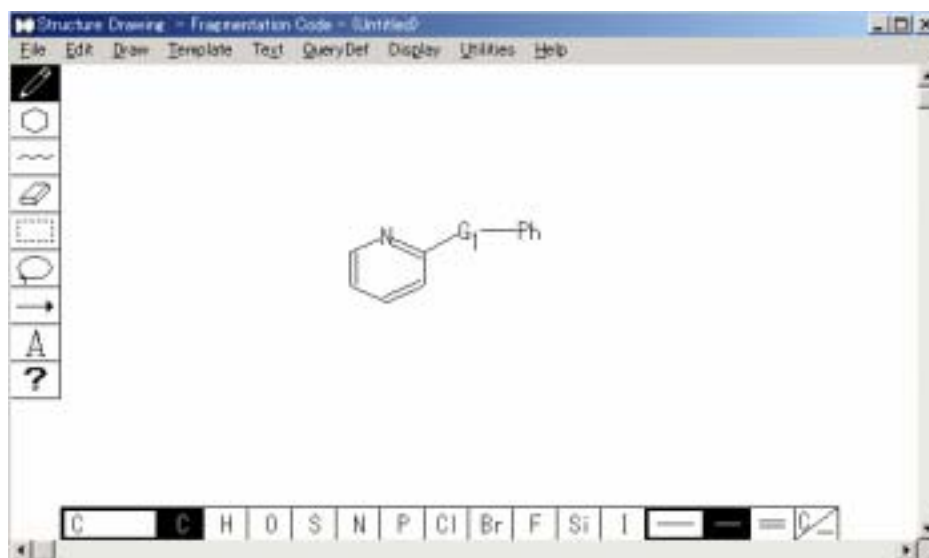 Structure Drawing - Fragmentation Code - (Untitled)
File Edit Draw Template Text QueryDef Display Utilities Help
N G1 Ph
A
?
C C H O S N P Cl Br F Si I C